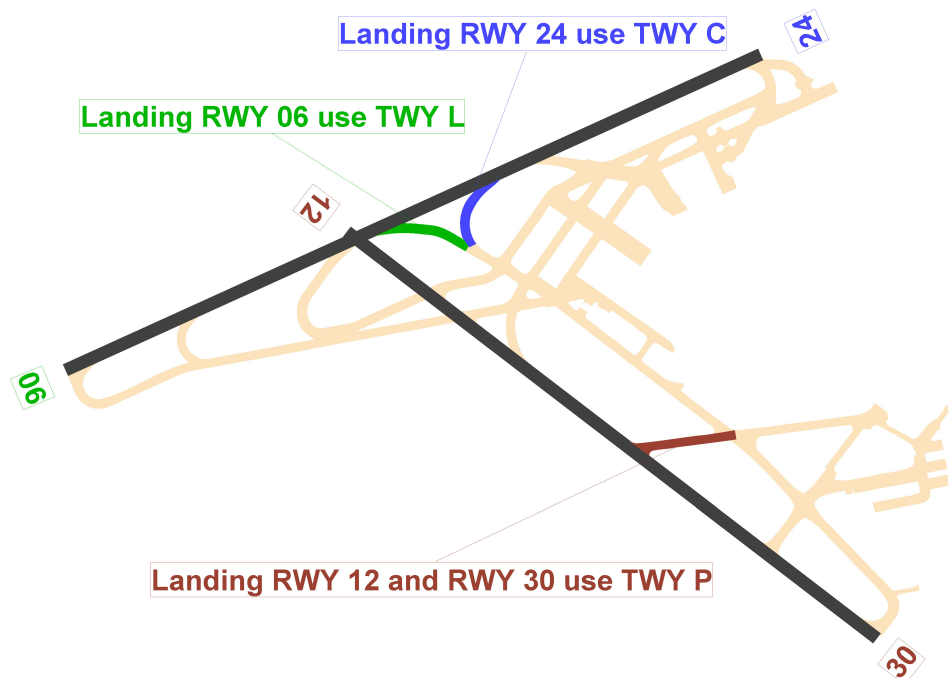 24
Landing RWY 24 use TWY C
Landing RWY 06 use TWY L
12
06
Landing RWY 12 and RWY 30 use TWY P
30